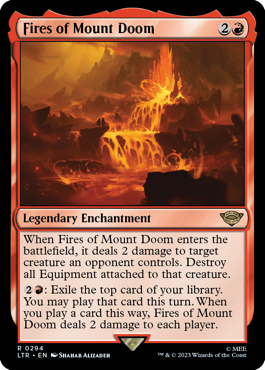 Fires of Mount Doom 2
Legendary Enchantment
When Fires of Mount Doom enters the
battlefield, it deals 2 damage to target
creature an opponent controls. Destroy
all Equipment attached to that creature.
2 : Exile the top card of your library.
You may play that card this turn. When
you play a card this way, Fires of Mount
Doom deals 2 damage to each player.
R 0294 © MEE
LTR • EN Shahab Alizadeh ™ & © 2023 Wizards of the Coast